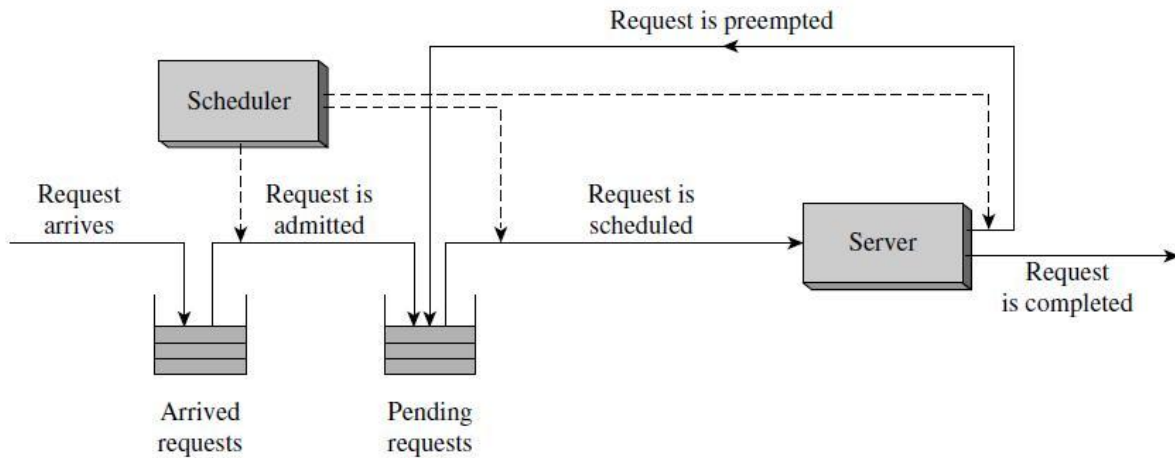 Request is preempted
Scheduler
Request
arrives
Request is
admitted
Request is
scheduled
Server
Request
is completed
Arrived
requests
Pending
requests